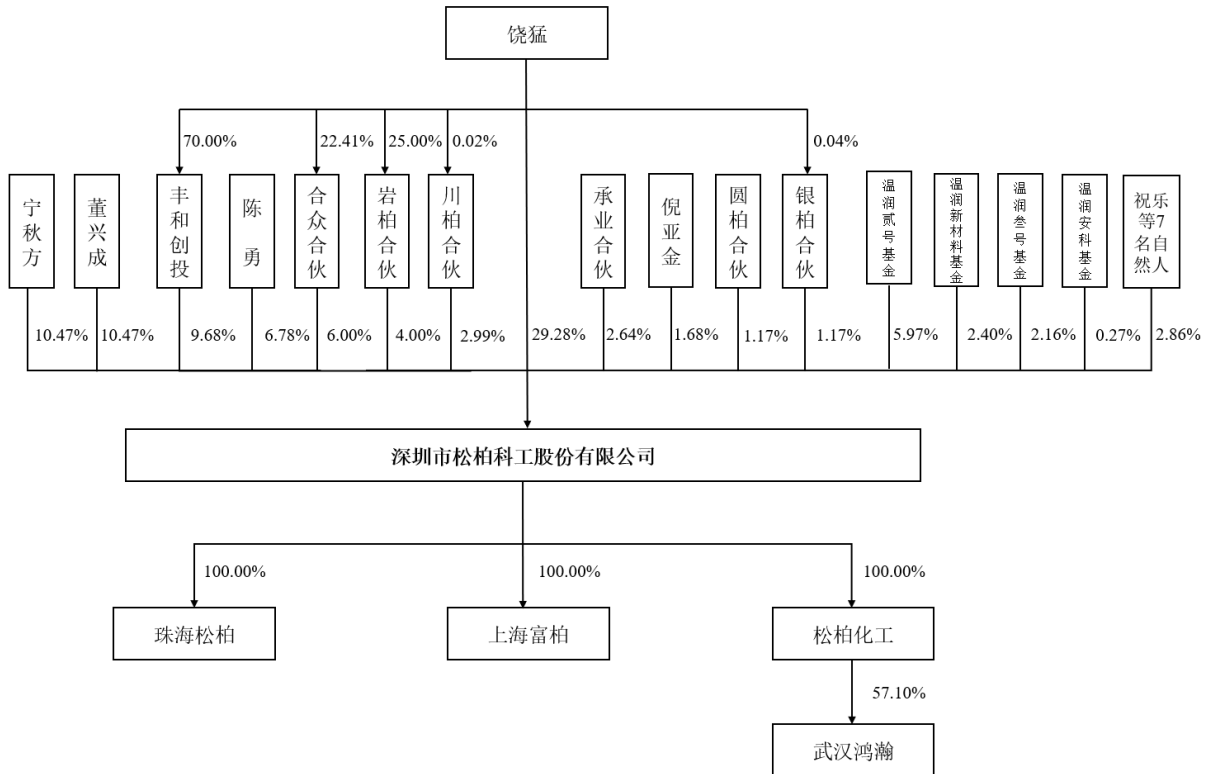 饶猛
70.00%
22.41%
25.00%
0.02%
0.04%
宁秋方
董兴成
丰和创投
陈勇
合众合伙
岩柏合伙
川柏合伙
承业合伙
倪亚金
圆柏合伙
银柏合伙
温润贰号基金
温润新材料基金
温润叁号基金
温润安科基金
祝乐等7名自然人
10.47%
10.47%
9.68%
6.78%
6.00%
4.00%
2.99%
29.28%
2.64%
1.68%
1.17%
1.17%
5.97%
2.40%
2.16%
0.27%
2.86%
深圳市松柏科工股份有限公司
100.00%
100.00%
100.00%
珠海松柏
上海富柏
松柏化工
57.10%
武汉鸿瀚